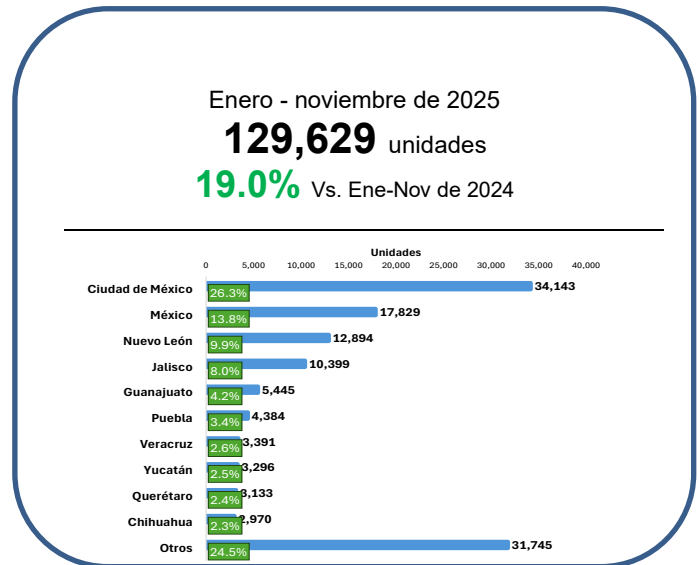 Enero - noviembre de 2025
129,629 unidades
19.0% Vs. Ene-Nov de 2024
Unidades
0 5,000 10,000 15,000 20,000 25,000 30,000 35,000 40,000
Ciudad de México 26.3% 34,143
México 13.8% 17,829
Nuevo León 9.9% 12,894
Jalisco 8.0% 10,399
Guanajuato 4.2% 5,445
Puebla 3.4% 4,384
Veracruz 2.6% 3,391
Yucatán 2.5% 3,296
Querétaro 2.4% 3,133
Chihuahua 2.3% 2,970
Otros 24.5% 31,745